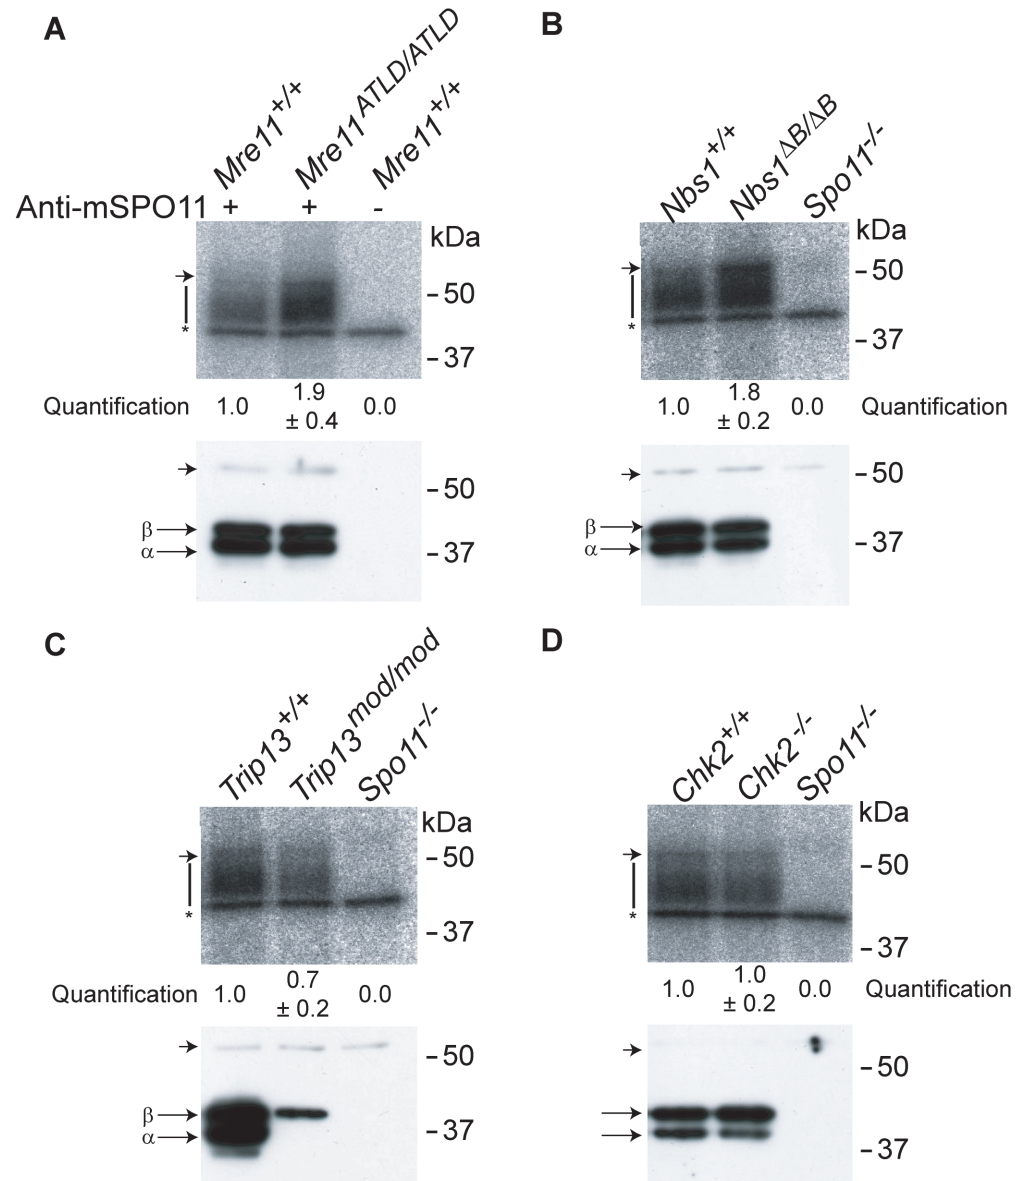 A
Mre11+/+
Mre11ATLD/ATLD
Mre11+/+
Anti-mSPO11 + + -
kDa
- 50
*
- 37
Quantification 1.0 1.9 ± 0.4 0.0
- 50
β
α
- 37
B
Nbs1+/+
Nbs1ΔB/ΔB
Spo11-/-
kDa
- 50
*
- 37
1.0 1.8 ± 0.2 0.0 Quantification
- 50
β
α
- 37
C
Trip13+/+
Trip13mod/mod
Spo11-/-
kDa
- 50
*
- 37
Quantification 1.0 0.7 ± 0.2 0.0
- 50
β
α
- 37
D
Chk2+/+
Chk2-/-
Spo11-/-
kDa
- 50
*
- 37
1.0 1.0 ± 0.2 0.0 Quantification
- 50
- 37